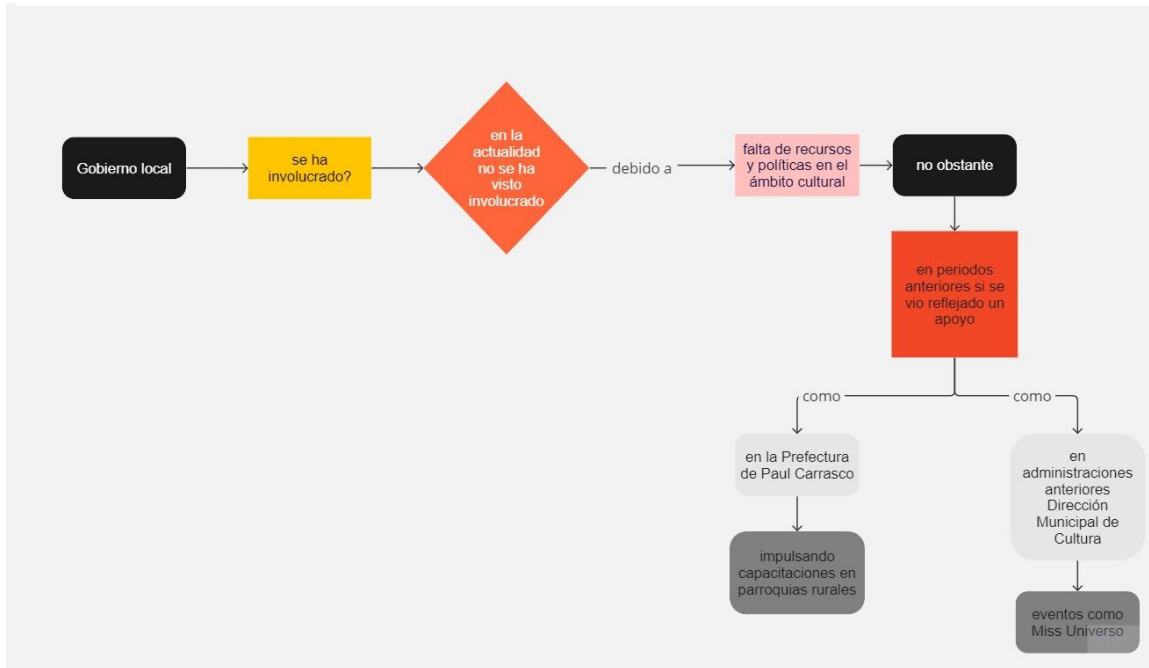 Gobierno local
se ha
involucrado?
en la
actualidad
no se ha
visto
involucrado
debido a
falta de recursos
y políticas en el
ámbito cultural
no obstante
en periodos
anteriores si se
vio reflejado un
apoyo
como
como
en la Prefectura
de Paul Carrasco
en
administraciones
anteriores
Dirección
Municipal de
Cultura
impulsando
capacitaciones en
parroquias rurales
eventos como
Miss Universo